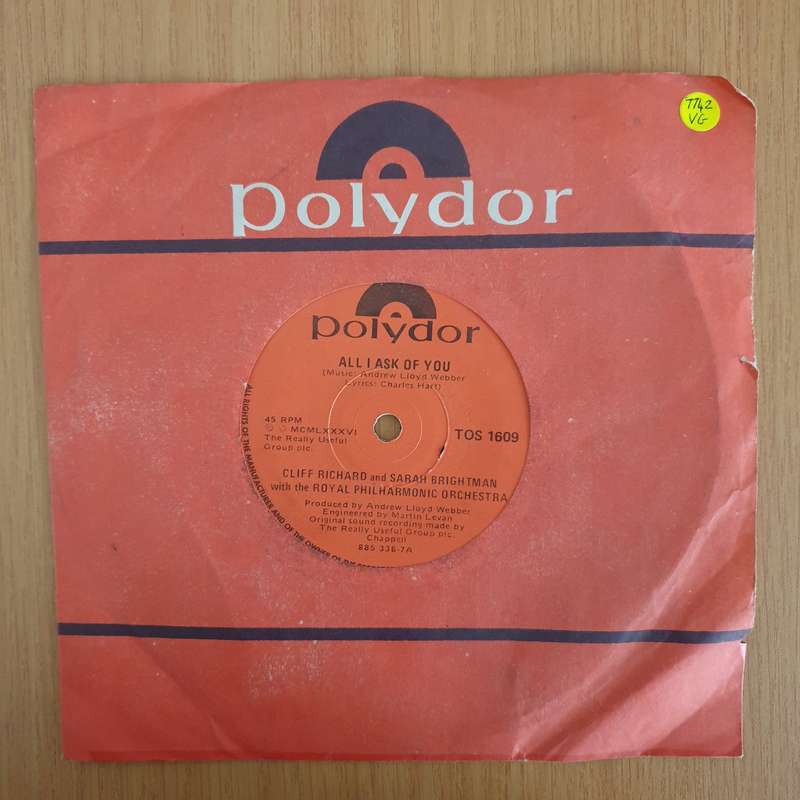 7742
VG
polydor
polydor
ALL I ASK OF YOU
(Music: Andrew Lloyd Webber
Lyrics: Charles Hart)
45 RPM
℗ © MCMLXXXVI
The Really Useful
Group plc.
TOS 1609
CLIFF RICHARD and SARAH BRIGHTMAN
with the ROYAL PHILHARMONIC ORCHESTRA
Produced by Andrew Lloyd Webber
Engineered by Martin Levan
Original sound recording made by
The Really Useful Group plc.
Chappell
885 336-7A
ALL RIGHTS OF THE MANUFACTURER AND OF THE OWNER OF THE